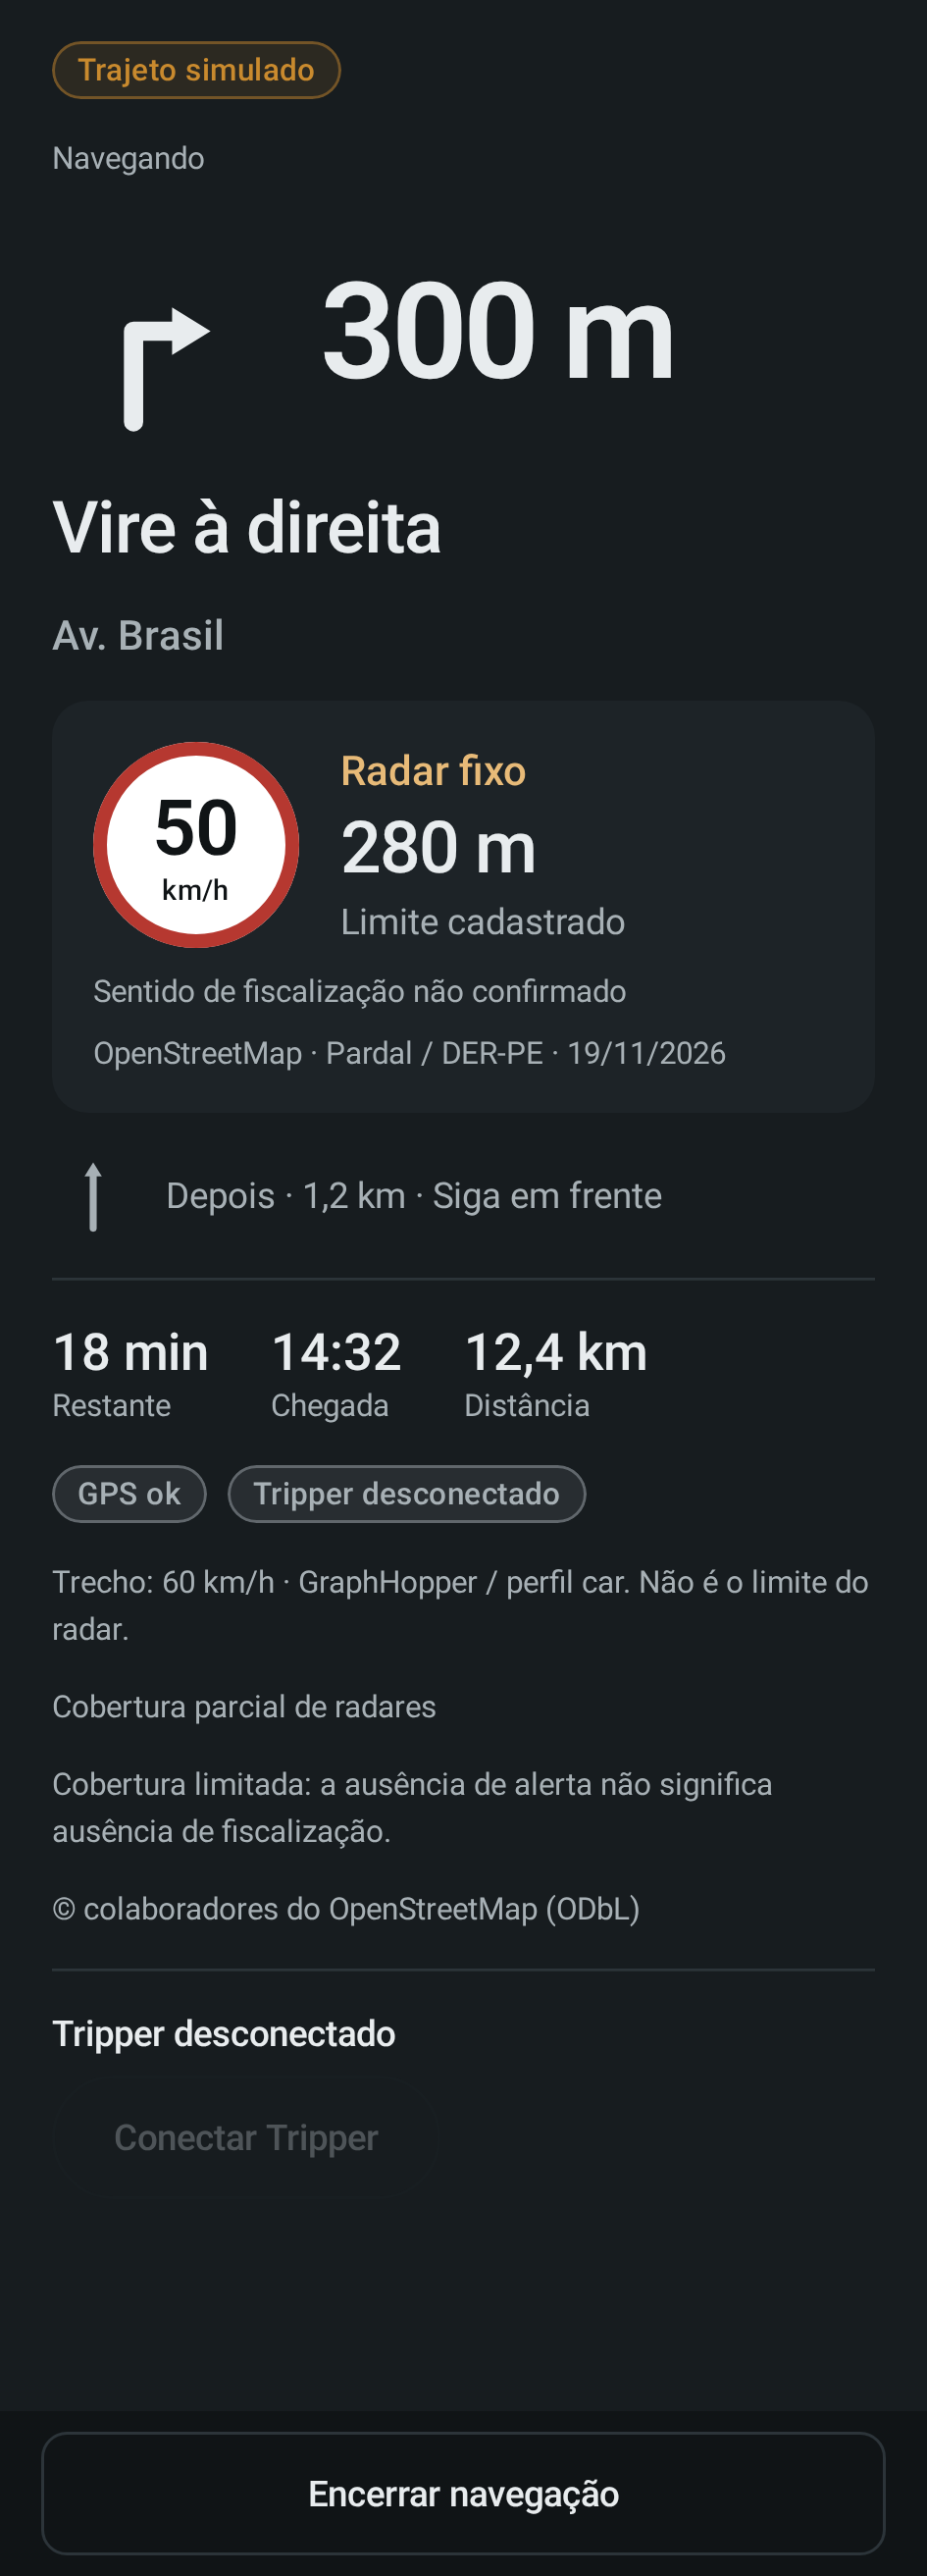 Trajeto simulado
Navegando
300 m
Vire à direita
Av. Brasil
50
km/h
Radar fixo
280 m
Limite cadastrado
Sentido de fiscalização não confirmado
OpenStreetMap · Pardal / DER-PE · 19/11/2026
Depois · 1,2 km · Siga em frente
18 min
Restante
14:32
Chegada
12,4 km
Distância
GPS ok
Tripper desconectado
Trecho: 60 km/h · GraphHopper / perfil car. Não é o limite do
radar.
Cobertura parcial de radares
Cobertura limitada: a ausência de alerta não significa
ausência de fiscalização.
© colaboradores do OpenStreetMap (ODbL)
Tripper desconectado
Conectar Tripper
Encerrar navegação